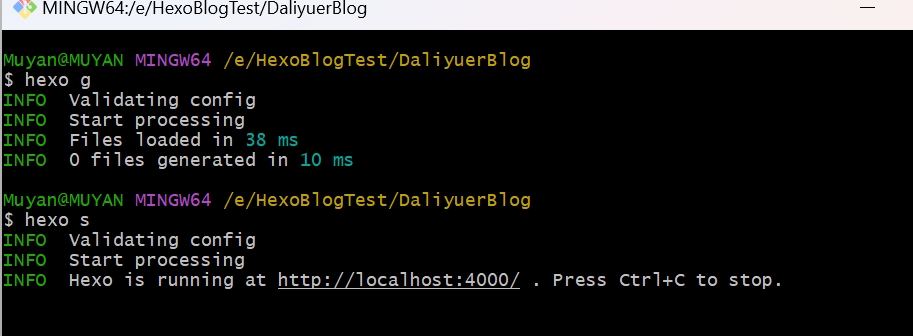 MINGW64:/e/HexoBlogTest/DaliyuerBlog
Muyan@MUYAN MINGW64 /e/HexoBlogTest/DaliyuerBlog
$ hexo g
INFO  Validating config
INFO  Start processing
INFO  Files loaded in 38 ms
INFO  0 files generated in 10 ms
Muyan@MUYAN MINGW64 /e/HexoBlogTest/DaliyuerBlog
$ hexo s
INFO  Validating config
INFO  Start processing
INFO  Hexo is running at http://localhost:4000/ . Press Ctrl+C to stop.